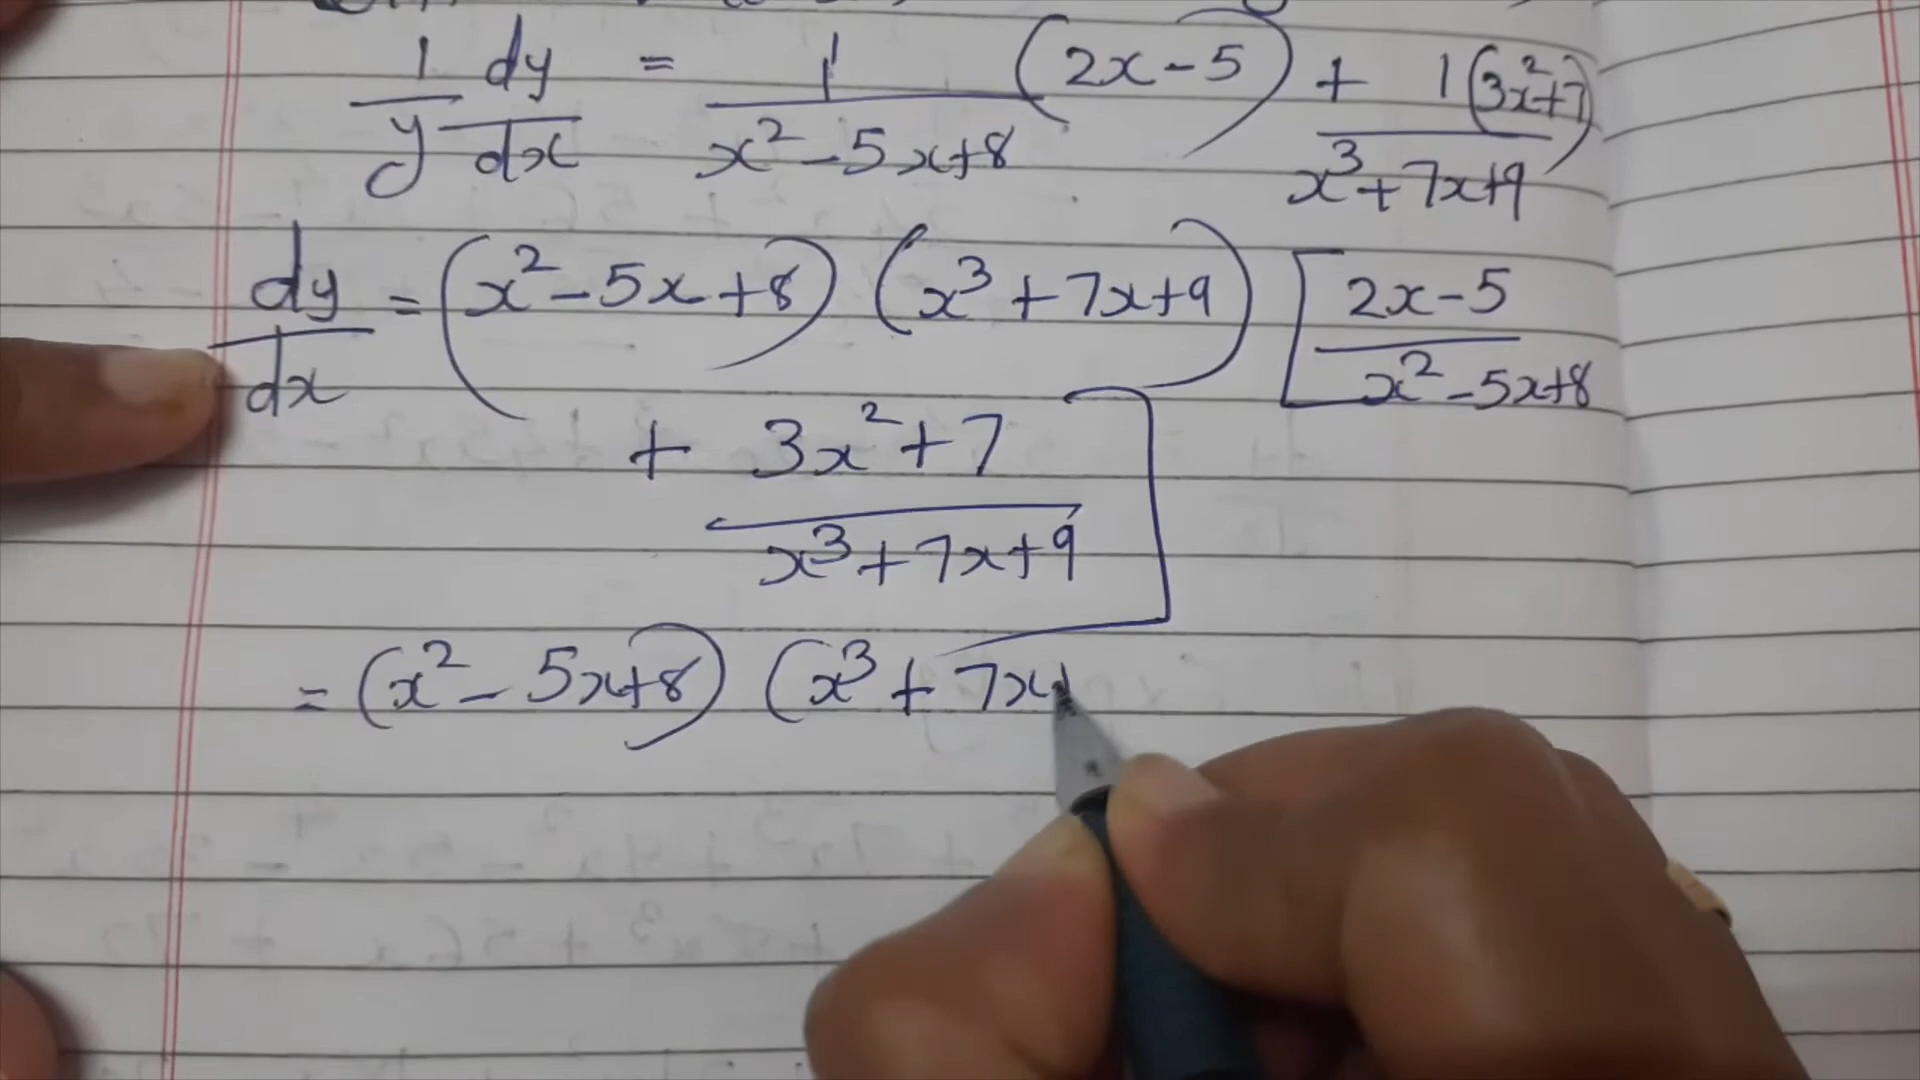 1/y dy/dx = 1/(x² - 5x + 8) (2x - 5) + 1(3x² + 7)/(x³ + 7x + 9)
dy/dx = (x² - 5x + 8) (x³ + 7x + 9) [(2x - 5)/(x² - 5x + 8)
+ (3x² + 7)/(x³ + 7x + 9)]
= (x² - 5x + 8) (x³ + 7x